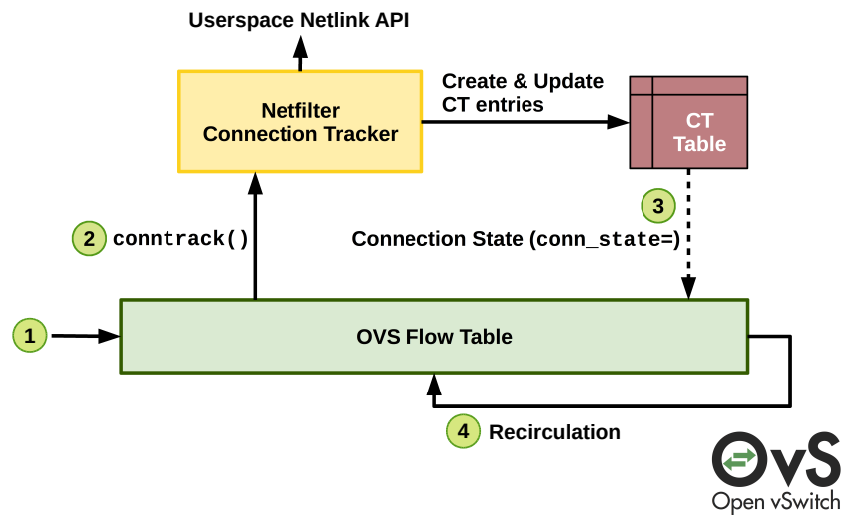 Userspace Netlink API
Netfilter
Connection Tracker
Create & Update
CT entries
CT
Table
3
2 conntrack()
Connection State (conn_state=)
1
OVS Flow Table
4 Recirculation
OvS
Open vSwitch